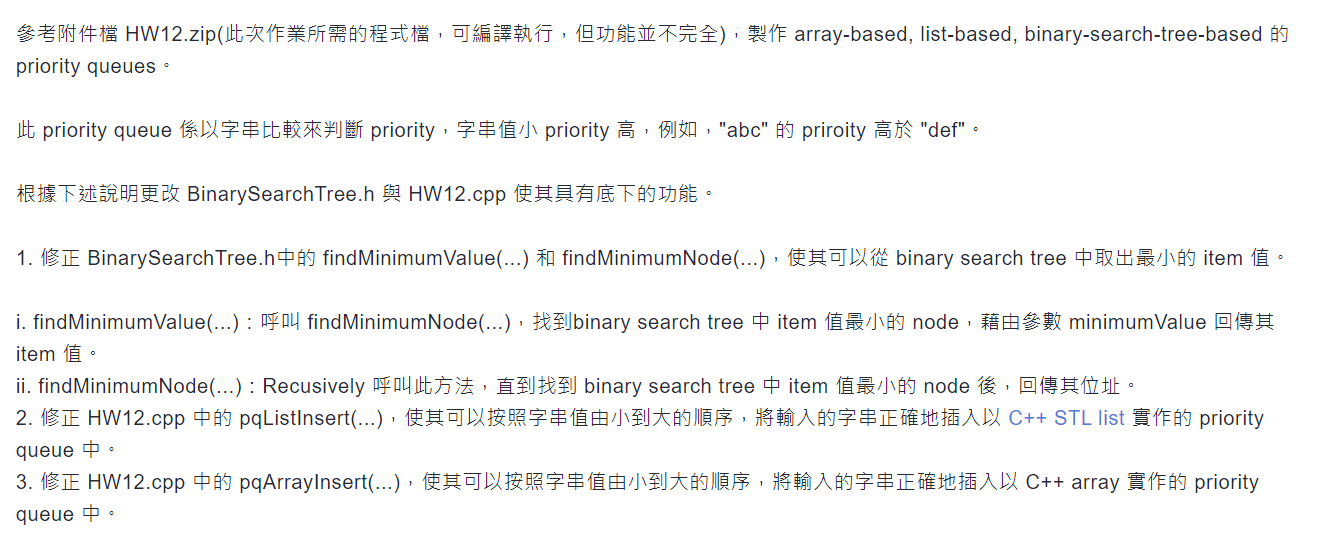 參考附件檔 HW12.zip(此次作業所需的程式檔，可編譯執行，但功能並不完全)，製作 array-based, list-based, binary-search-tree-based 的
priority queues。
此 priority queue 係以字串比較來判斷 priority，字串值小 priority 高，例如，"abc" 的 priroity 高於 "def"。
根據下述說明更改 BinarySearchTree.h 與 HW12.cpp 使其具有底下的功能。
1. 修正 BinarySearchTree.h中的 findMinimumValue(...) 和 findMinimumNode(...)，使其可以從 binary search tree 中取出最小的 item 值。
i. findMinimumValue(...)：呼叫 findMinimumNode(...)，找到binary search tree 中 item 值最小的 node，藉由參數 minimumValue 回傳其
item 值。
ii. findMinimumNode(...)：Recusively 呼叫此方法，直到找到 binary search tree 中 item 值最小的 node 後，回傳其位址。
2. 修正 HW12.cpp 中的 pqListInsert(...)，使其可以按照字串值由小到大的順序，將輸入的字串正確地插入以 C++ STL list 實作的 priority
queue 中。
3. 修正 HW12.cpp 中的 pqArrayInsert(...)，使其可以按照字串值由小到大的順序，將輸入的字串正確地插入以 C++ array 實作的 priority
queue 中。